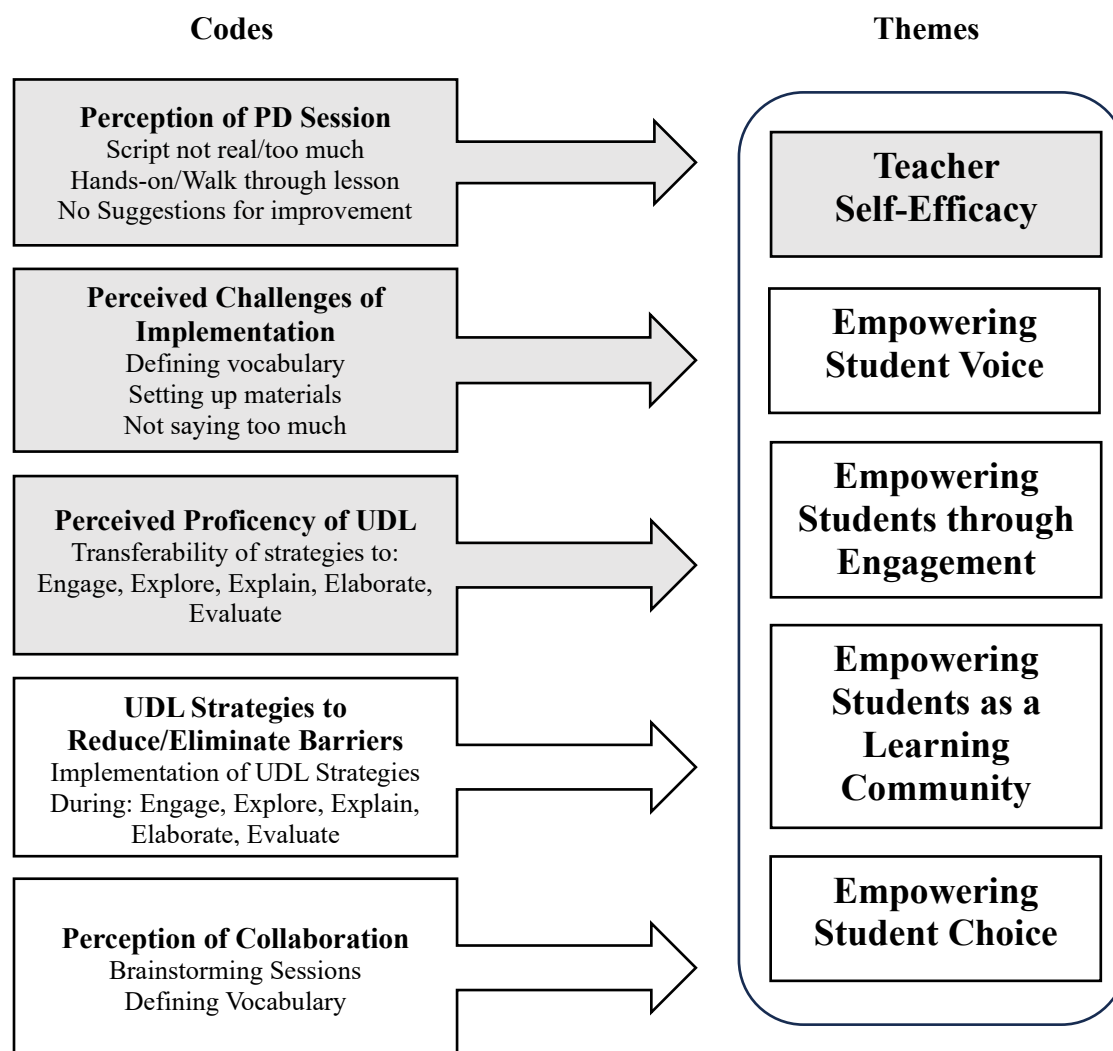 Codes
Themes
Perception of PD Session
Script not real/too much
Hands-on/Walk through lesson
No Suggestions for improvement
Perceived Challenges of
Implementation
Defining vocabulary
Setting up materials
Not saying too much
Perceived Proficency of UDL
Transferability of strategies to:
Engage, Explore, Explain, Elaborate,
Evaluate
UDL Strategies to
Reduce/Eliminate Barriers
Implementation of UDL Strategies
During: Engage, Explore, Explain,
Elaborate, Evaluate
Perception of Collaboration
Brainstorming Sessions
Defining Vocabulary
Teacher
Self-Efficacy
Empowering
Student Voice
Empowering
Students through
Engagement
Empowering
Students as a
Learning
Community
Empowering
Student Choice